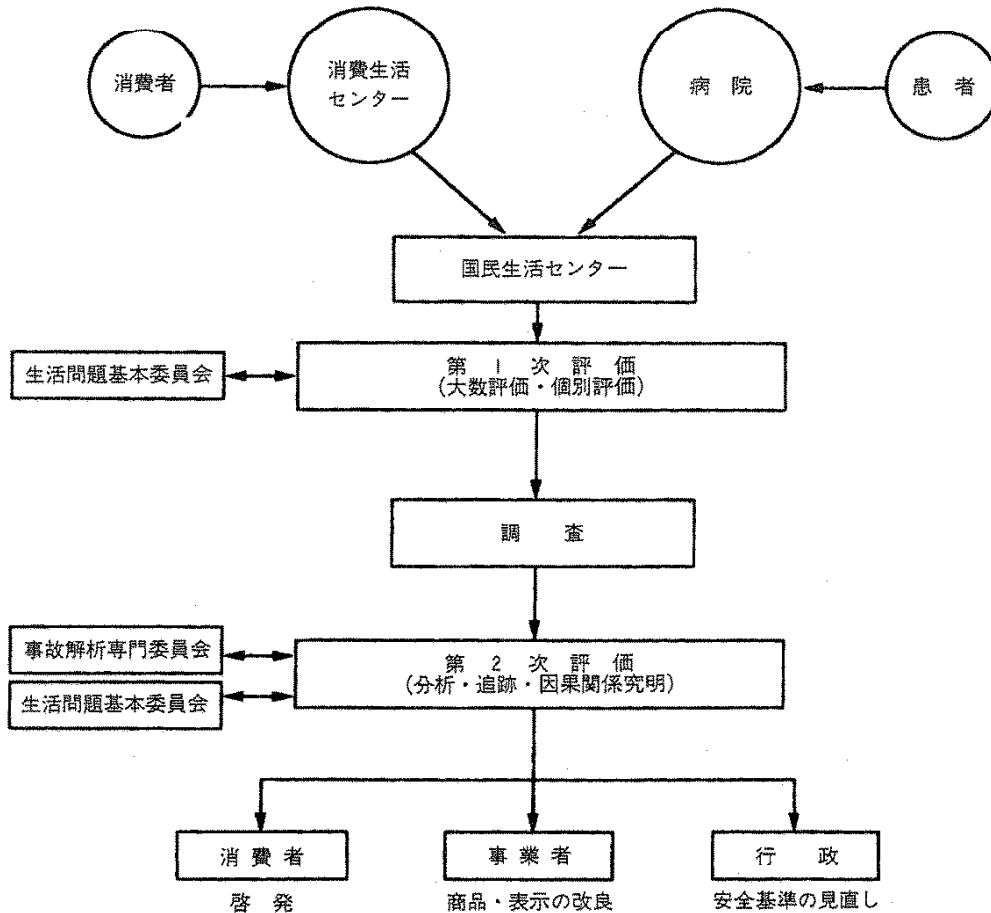 消費者
消費生活
センター
病 院
患 者
国民生活センター
第 1 次 評 価
(大数評価・個別評価)
生活問題基本委員会
調 査
事故解析専門委員会
第 2 次 評 価
(分析・追跡・因果関係究明)
生活問題基本委員会
消 費 者
事 業 者
行 政
啓 発
商品・表示の改良
安全基準の見直し